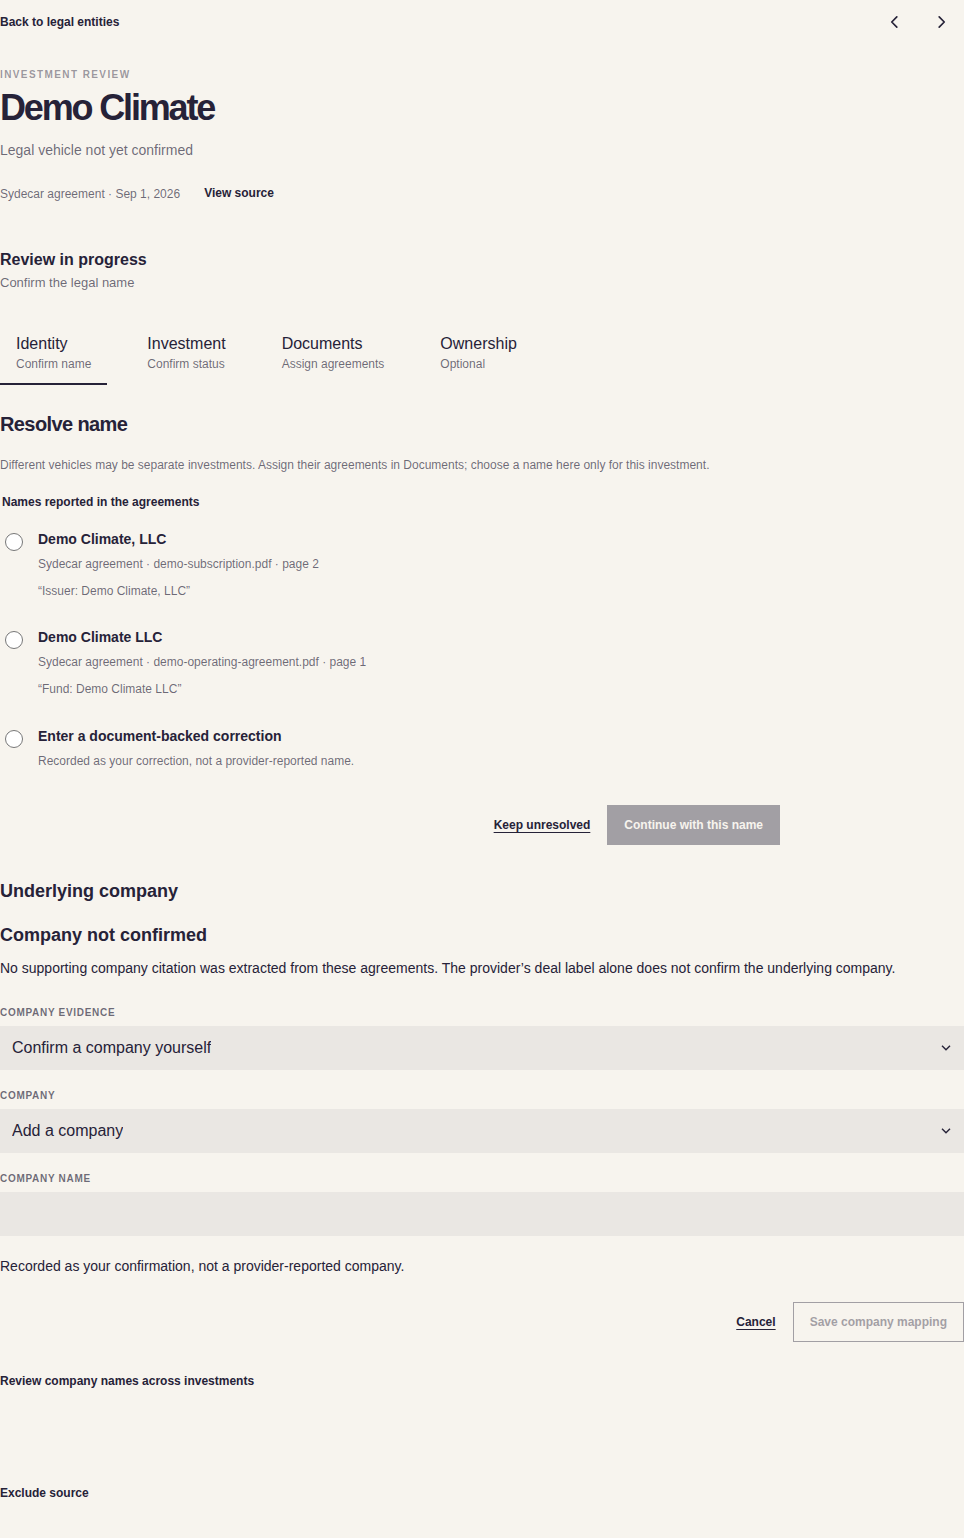 Back to legal entities
INVESTMENT REVIEW
Demo Climate
Legal vehicle not yet confirmed
Sydecar agreement · Sep 1, 2026 View source
Review in progress
Confirm the legal name
Identity Investment Documents Ownership
Confirm name Confirm status Assign agreements Optional
Resolve name
Different vehicles may be separate investments. Assign their agreements in Documents; choose a name here only for this investment.
Names reported in the agreements
Demo Climate, LLC
Sydecar agreement · demo-subscription.pdf · page 2
“Issuer: Demo Climate, LLC”
Demo Climate LLC
Sydecar agreement · demo-operating-agreement.pdf · page 1
“Fund: Demo Climate LLC”
Enter a document-backed correction
Recorded as your correction, not a provider-reported name.
Keep unresolved Continue with this name
Underlying company
Company not confirmed
No supporting company citation was extracted from these agreements. The provider’s deal label alone does not confirm the underlying company.
COMPANY EVIDENCE
Confirm a company yourself
COMPANY
Add a company
COMPANY NAME
Recorded as your confirmation, not a provider-reported company.
Cancel Save company mapping
Review company names across investments
Exclude source